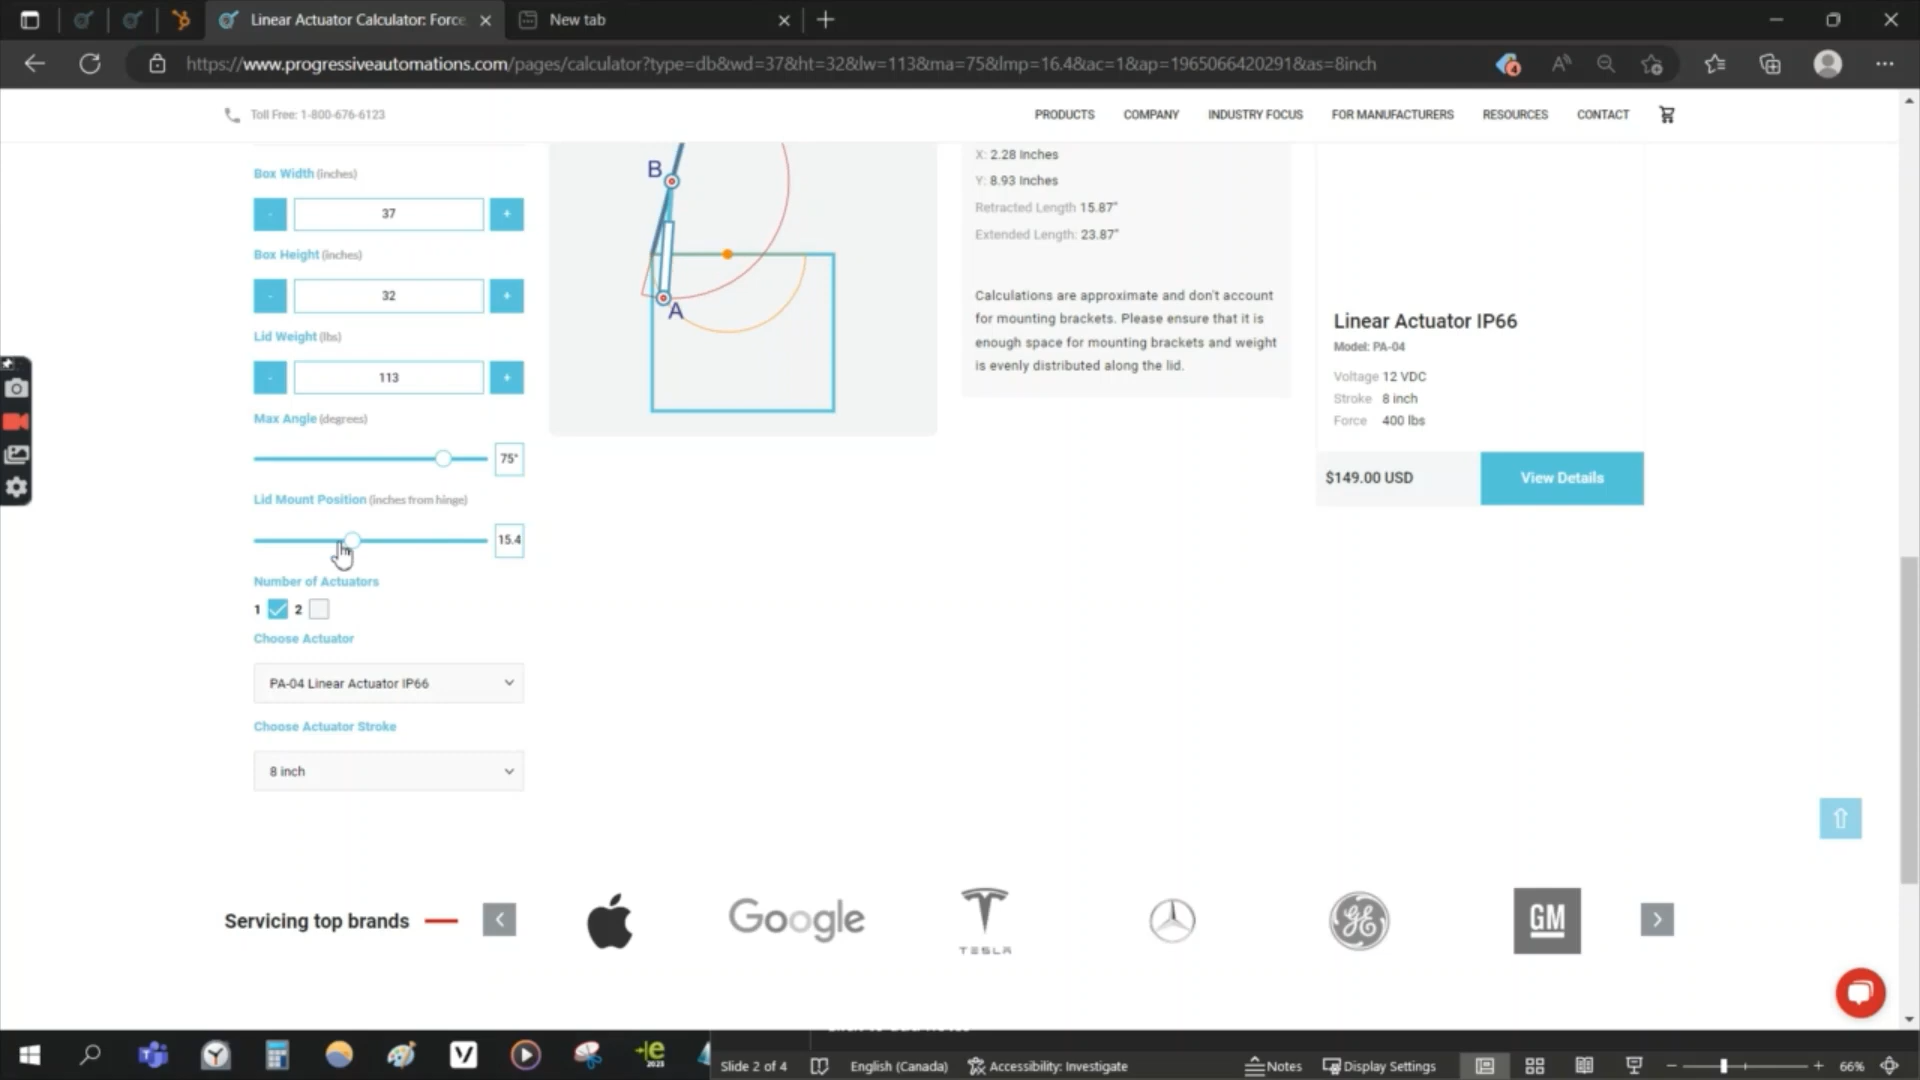 Linear Actuator Calculator: Force
New tab
https://www.progressiveautomations.com/pages/calculator?type=db&wd=37&ht=32&lw=113&ma=75&lmp=16.4&ac=1&ap=1965066420291&as=8inch
4
Toll Free: 1-800-676-6123
PRODUCTS
COMPANY
INDUSTRY FOCUS
FOR MANUFACTURERS
RESOURCES
CONTACT
Box Width (inches)
-
37
+
Box Height (inches)
-
32
+
Lid Weight (lbs)
-
113
+
Max Angle (degrees)
75°
Lid Mount Position (inches from hinge)
15.4
Number of Actuators
1
2
Choose Actuator
PA-04 Linear Actuator IP66
Choose Actuator Stroke
8 inch
B
A
X: 2.28 Inches
Y: 8.93 Inches
Retracted Length 15.87"
Extended Length: 23.87"
Calculations are approximate and don't account
for mounting brackets. Please ensure that it is
enough space for mounting brackets and weight
is evenly distributed along the lid.
Linear Actuator IP66
Model: PA-04
Voltage 12 VDC
Stroke 8 inch
Force 400 lbs
$149.00 USD
View Details
Servicing top brands
Google
TESLA
GE
GM
Slide 2 of 4
English (Canada)
Accessibility: Investigate
Notes
Display Settings
66%
e
2023